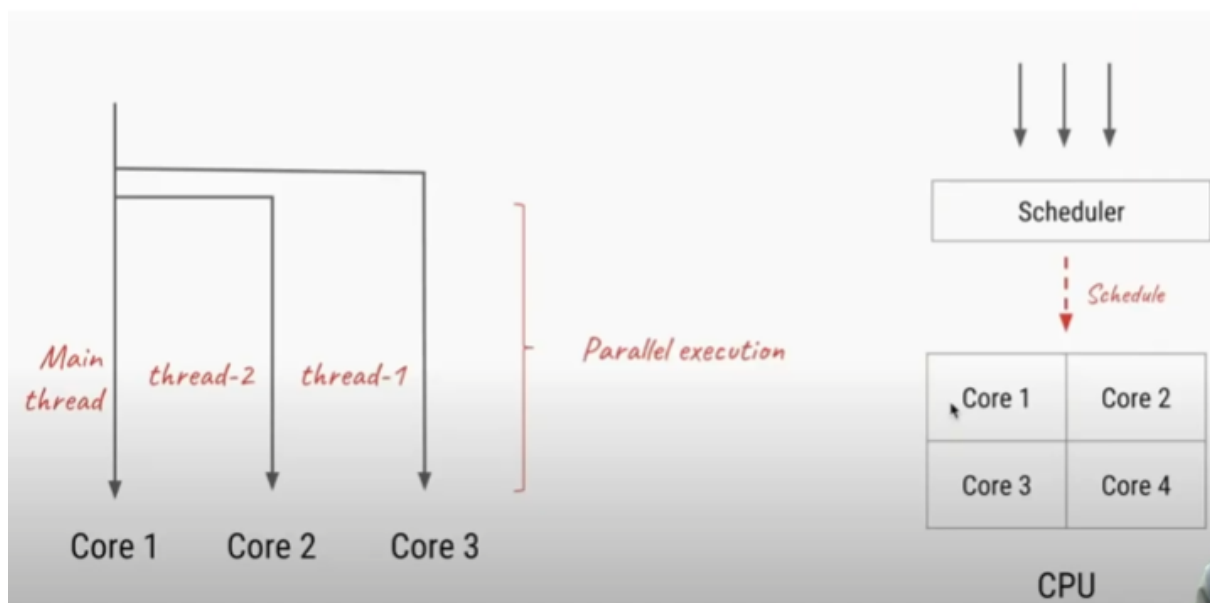 Main
thread
thread-2
thread-1
Parallel execution
Core 1
Core 2
Core 3
Scheduler
Schedule
Core 1
Core 2
Core 3
Core 4
CPU